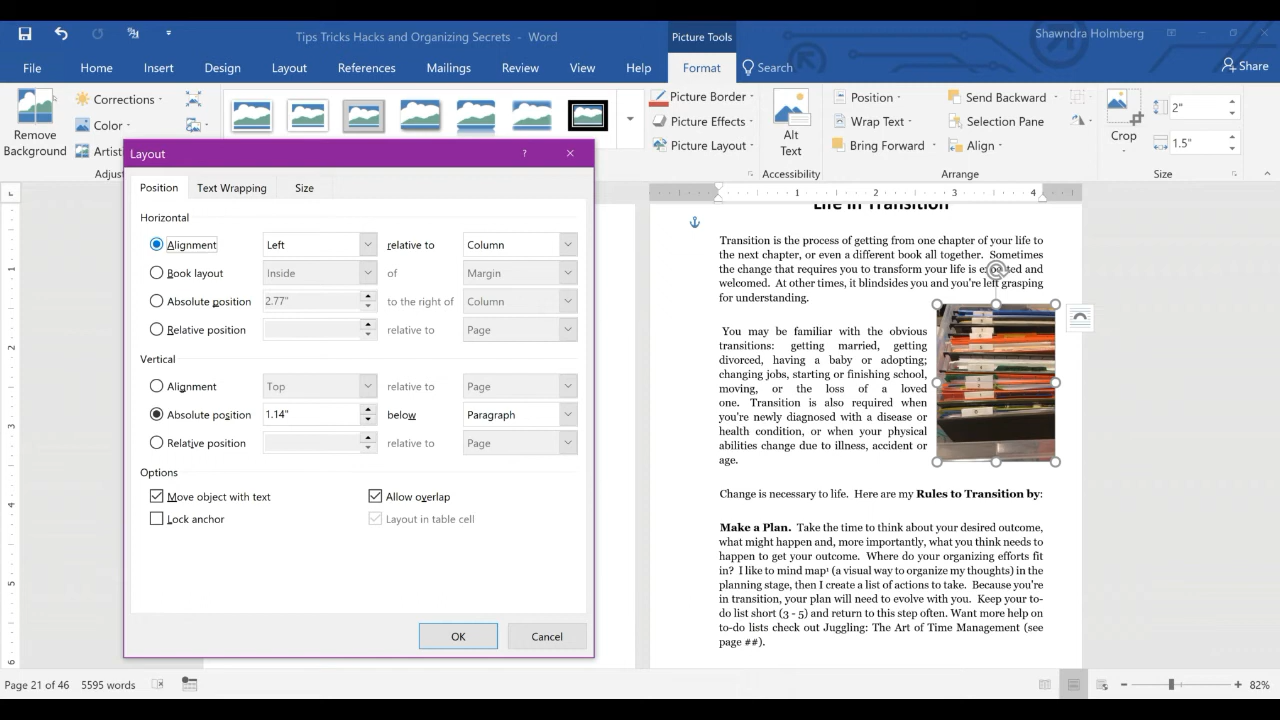 Tips Tricks Hacks and Organizing Secrets - Word
Picture Tools
Shawndra Holmberg
File Home Insert Design Layout References Mailings Review View Help Format Search Share
Remove Background
Corrections
Color
Artist
Adjus
Picture Border
Picture Effects
Picture Layout
Alt Text
Accessibility
Position
Wrap Text
Bring Forward
Send Backward
Selection Pane
Align
Arrange
Crop
2"
1.5"
Size
Layout
?
Position Text Wrapping Size
Horizontal
Alignment Left relative to Column
Book layout Inside of Margin
Absolute position 2.77" to the right of Column
Relative position relative to Page
Vertical
Alignment Top relative to Page
Absolute position 1.14" below Paragraph
Relative position relative to Page
Options
Move object with text Allow overlap
Lock anchor Layout in table cell
OK Cancel
1 2 3 4 5 6
1 2 3 4
Life in Transition
Transition is the process of getting from one chapter of your life to
the next chapter, or even a different book all together. Sometimes
the change that requires you to transform your life is expected and
welcomed. At other times, it blindsides you and you're left grasping
for understanding.
You may be familiar with the obvious
transitions: getting married, getting
divorced, having a baby or adopting;
changing jobs, starting or finishing school,
moving, or the loss of a loved
one. Transition is also required when
you're newly diagnosed with a disease or
health condition, or when your physical
abilities change due to illness, accident or
age.
Change is necessary to life. Here are my Rules to Transition by:
Make a Plan. Take the time to think about your desired outcome,
what might happen and, more importantly, what you think needs to
happen to get your outcome. Where do your organizing efforts fit
in? I like to mind map¹ (a visual way to organize my thoughts) in the
planning stage, then I create a list of actions to take. Because you're
in transition, your plan will need to evolve with you. Keep your to-
do list short (3 - 5) and return to this step often. Want more help on
to-do lists check out Juggling: The Art of Time Management (see
page ##).
Page 21 of 46 5595 words
82%